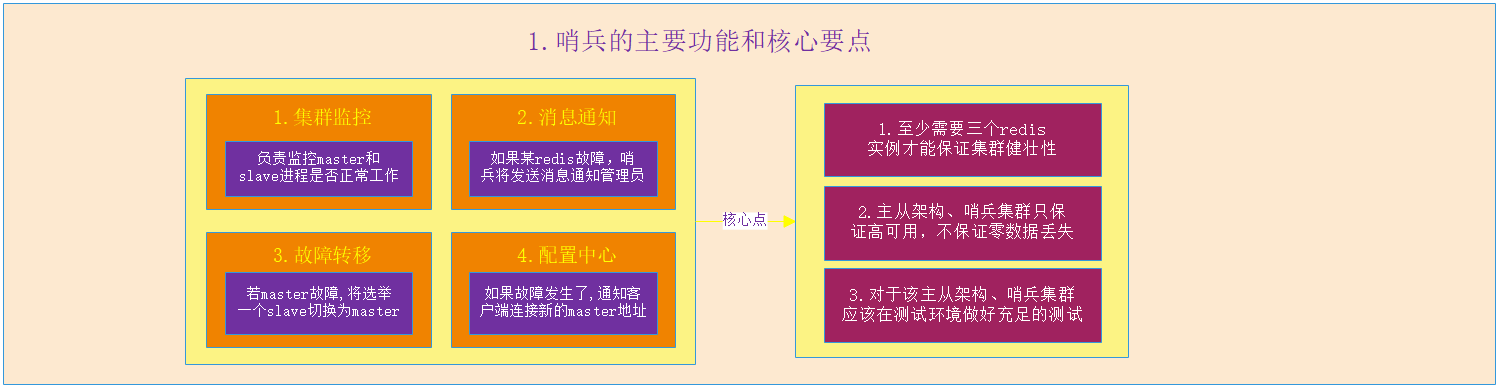 1.哨兵的主要功能和核心要点
1.集群监控
负责监控master和
slave进程是否正常工作
2.消息通知
如果某redis故障，哨
兵将发送消息通知管理员
3.故障转移
若master故障,将选举
一个slave切换为master
4.配置中心
如果故障发生了,通知客
户端连接新的master地址
核心点
1.至少需要三个redis
实例才能保证集群健壮性
2.主从架构、哨兵集群只保
证高可用，不保证零数据丢失
3.对于该主从架构、哨兵集群
应该在测试环境做好充足的测试